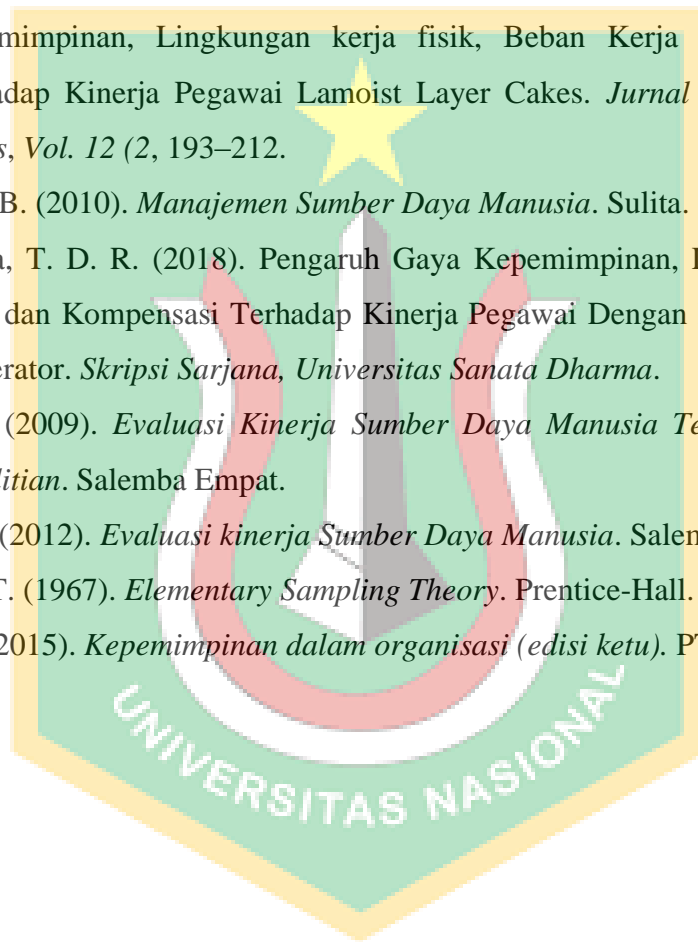 mimpinan, Lingkungan kerja fisik, Beban Kerja
adap Kinerja Pegawai Lamoist Layer Cakes. Jurnal
s, Vol. 12 (2, 193–212.
B. (2010). Manajemen Sumber Daya Manusia. Sulita.
a, T. D. R. (2018). Pengaruh Gaya Kepemimpinan,
dan Kompensasi Terhadap Kinerja Pegawai Dengan
erator. Skripsi Sarjana, Universitas Sanata Dharma.
(2009). Evaluasi Kinerja Sumber Daya Manusia Te
litian. Salemba Empat.
(2012). Evaluasi kinerja Sumber Daya Manusia. Salen
T. (1967). Elementary Sampling Theory. Prentice-Hall.
2015). Kepemimpinan dalam organisasi (edisi ketu). PT
UNIVERSITAS NASIONAL